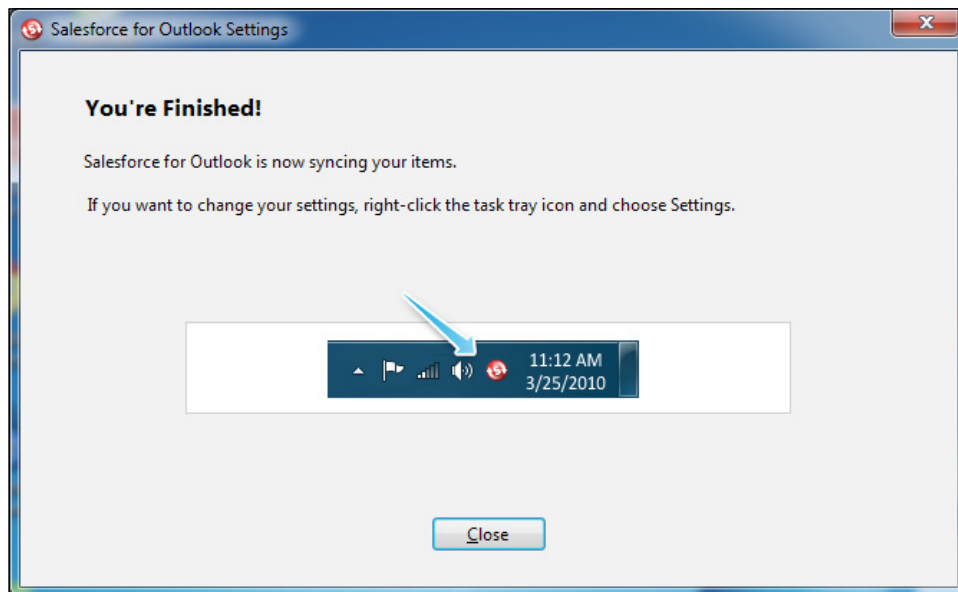 Salesforce for Outlook Settings
You're Finished!
Salesforce for Outlook is now syncing your items.
If you want to change your settings, right-click the task tray icon and choose Settings.
11:12 AM
3/25/2010
Close